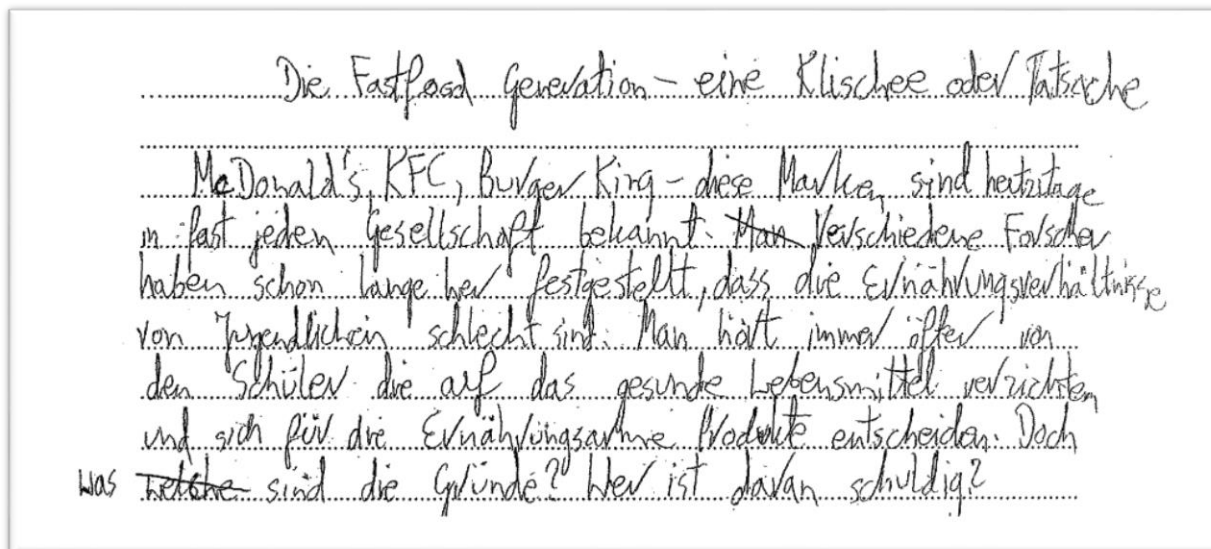 Die Fastfood Generation – eine Klischee oder Tatsache
McDonald's, KFC, Burger King – diese Marken, sind heutzutage
in fast jeden Gesellschaft bekannt. ~~Man~~ Verschiedene Forscher
haben schon lange her festgestellt, dass die Ernährungsverhältnisse
von Jugendlichen schlecht sind. Man hört immer öfter von
den Schüler die auf das gesunde Lebensmittel verzichten
und sich für die Ernährungsarme Produkte entscheiden. Doch
was ~~welche~~ sind die Gründe? Wer ist daran schuldig?